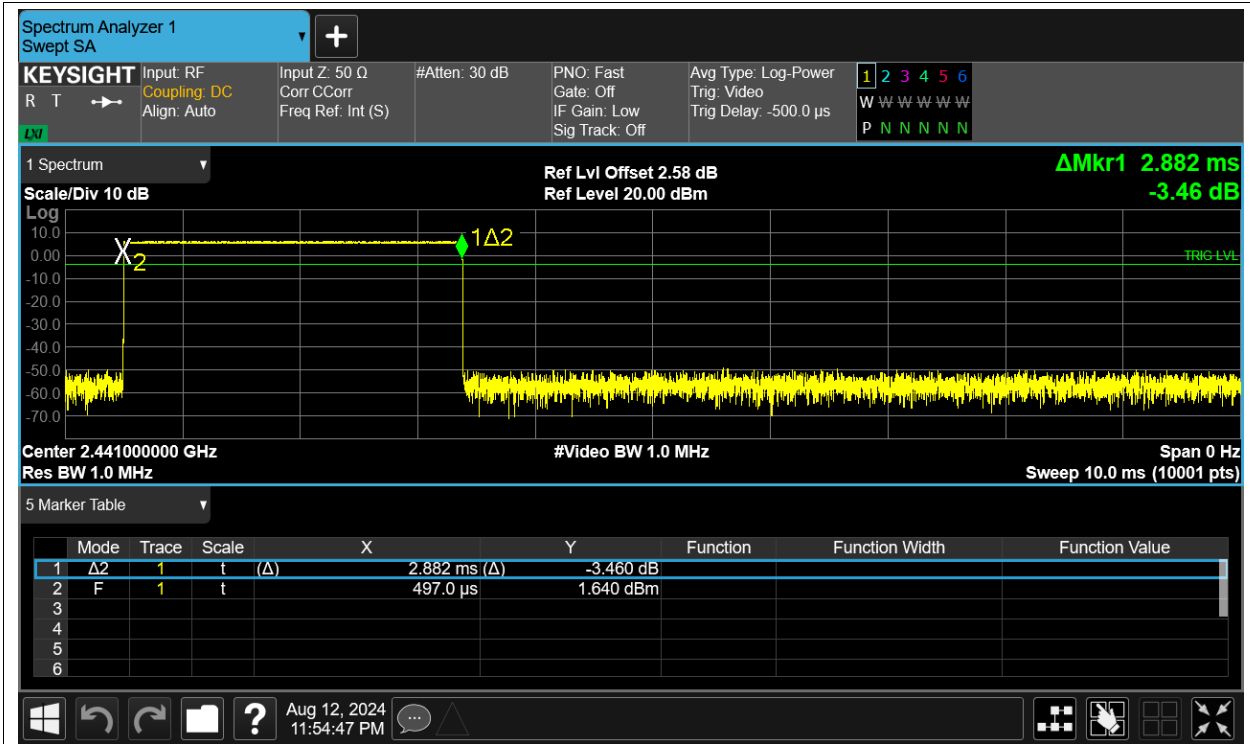 Spectrum Analyzer 1
Swept SA
KEYSIGHT Input: RF Input Z: 50 Ω #Atten: 30 dB PNO: Fast Avg Type: Log-Power 1 2 3 4 5 6
R T Coupling: DC Corr CCorr Gate: Off Trig: Video W W W W W W
Align: Auto Freq Ref: Int (S) IF Gain: Low Trig Delay: -500.0 µs
LXI Sig Track: Off P N N N N N
1 Spectrum Ref Lvl Offset 2.58 dB ΔMkr1 2.882 ms
Scale/Div 10 dB Ref Level 20.00 dBm -3.46 dB
Log
10.0 1Δ2
0.00 2 TRIG LVL
-10.0
-20.0
-30.0
-40.0
-50.0
-60.0
-70.0
Center 2.441000000 GHz #Video BW 1.0 MHz Span 0 Hz
Res BW 1.0 MHz Sweep 10.0 ms (10001 pts)
5 Marker Table
Mode Trace Scale X Y Function Function Width Function Value
1 Δ2 1 t (Δ) 2.882 ms (Δ) -3.460 dB
2 F 1 t 497.0 µs 1.640 dBm
3
4
5
6
? Aug 12, 2024
11:54:47 PM